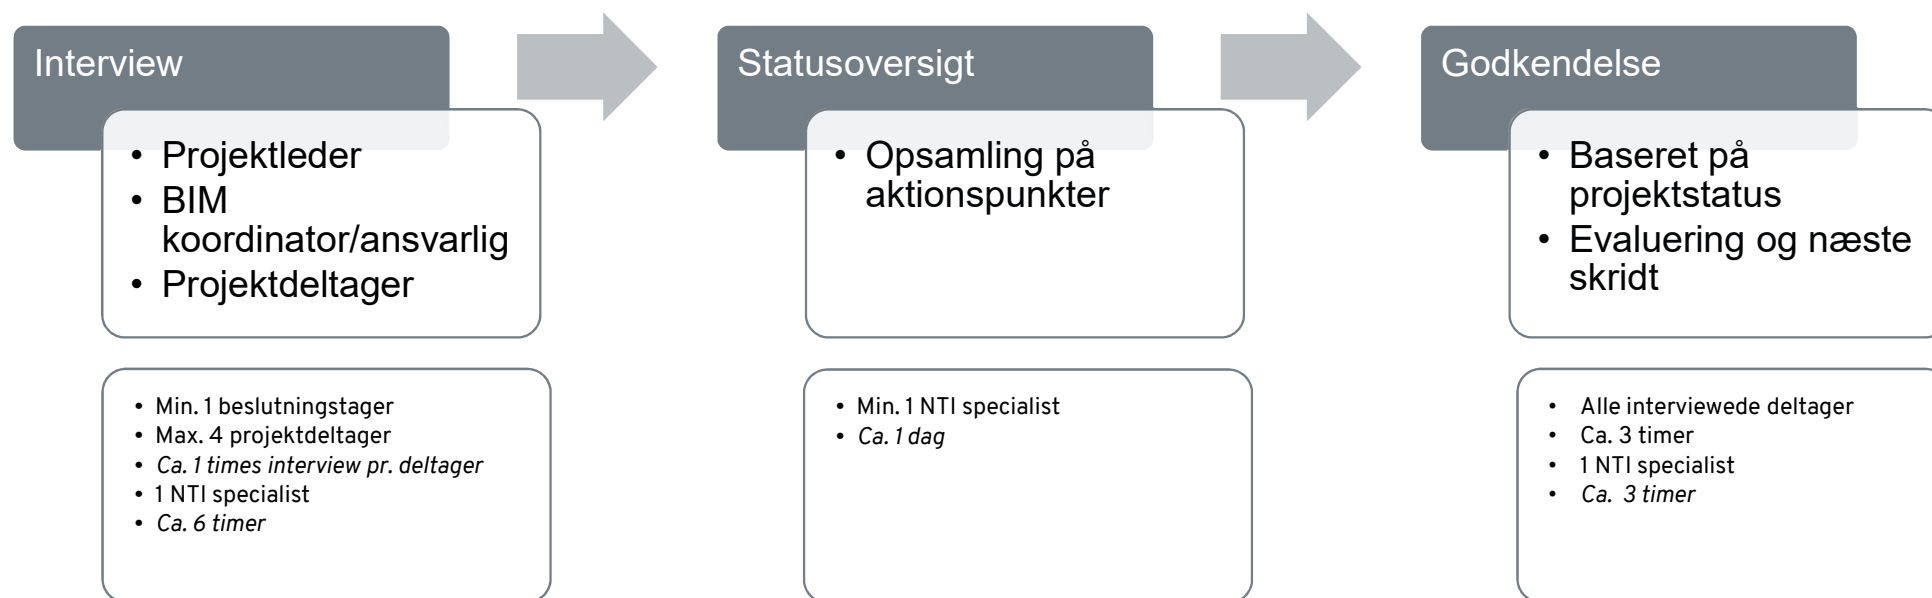 Interview
• Projektleder
• BIM
koordinator/ansvarlig
• Projektdeltager
• Min. 1 beslutningstager
• Max. 4 projektdeltager
• Ca. 1 times interview pr. deltager
• 1 NTI specialist
• Ca. 6 timer
Statusoversigt
• Opsamling på
aktionspunkter
• Min. 1 NTI specialist
• Ca. 1 dag
Godkendelse
• Baseret på
projektstatus
• Evaluering og næste
skridt
• Alle interviewede deltager
• Ca. 3 timer
• 1 NTI specialist
• Ca. 3 timer